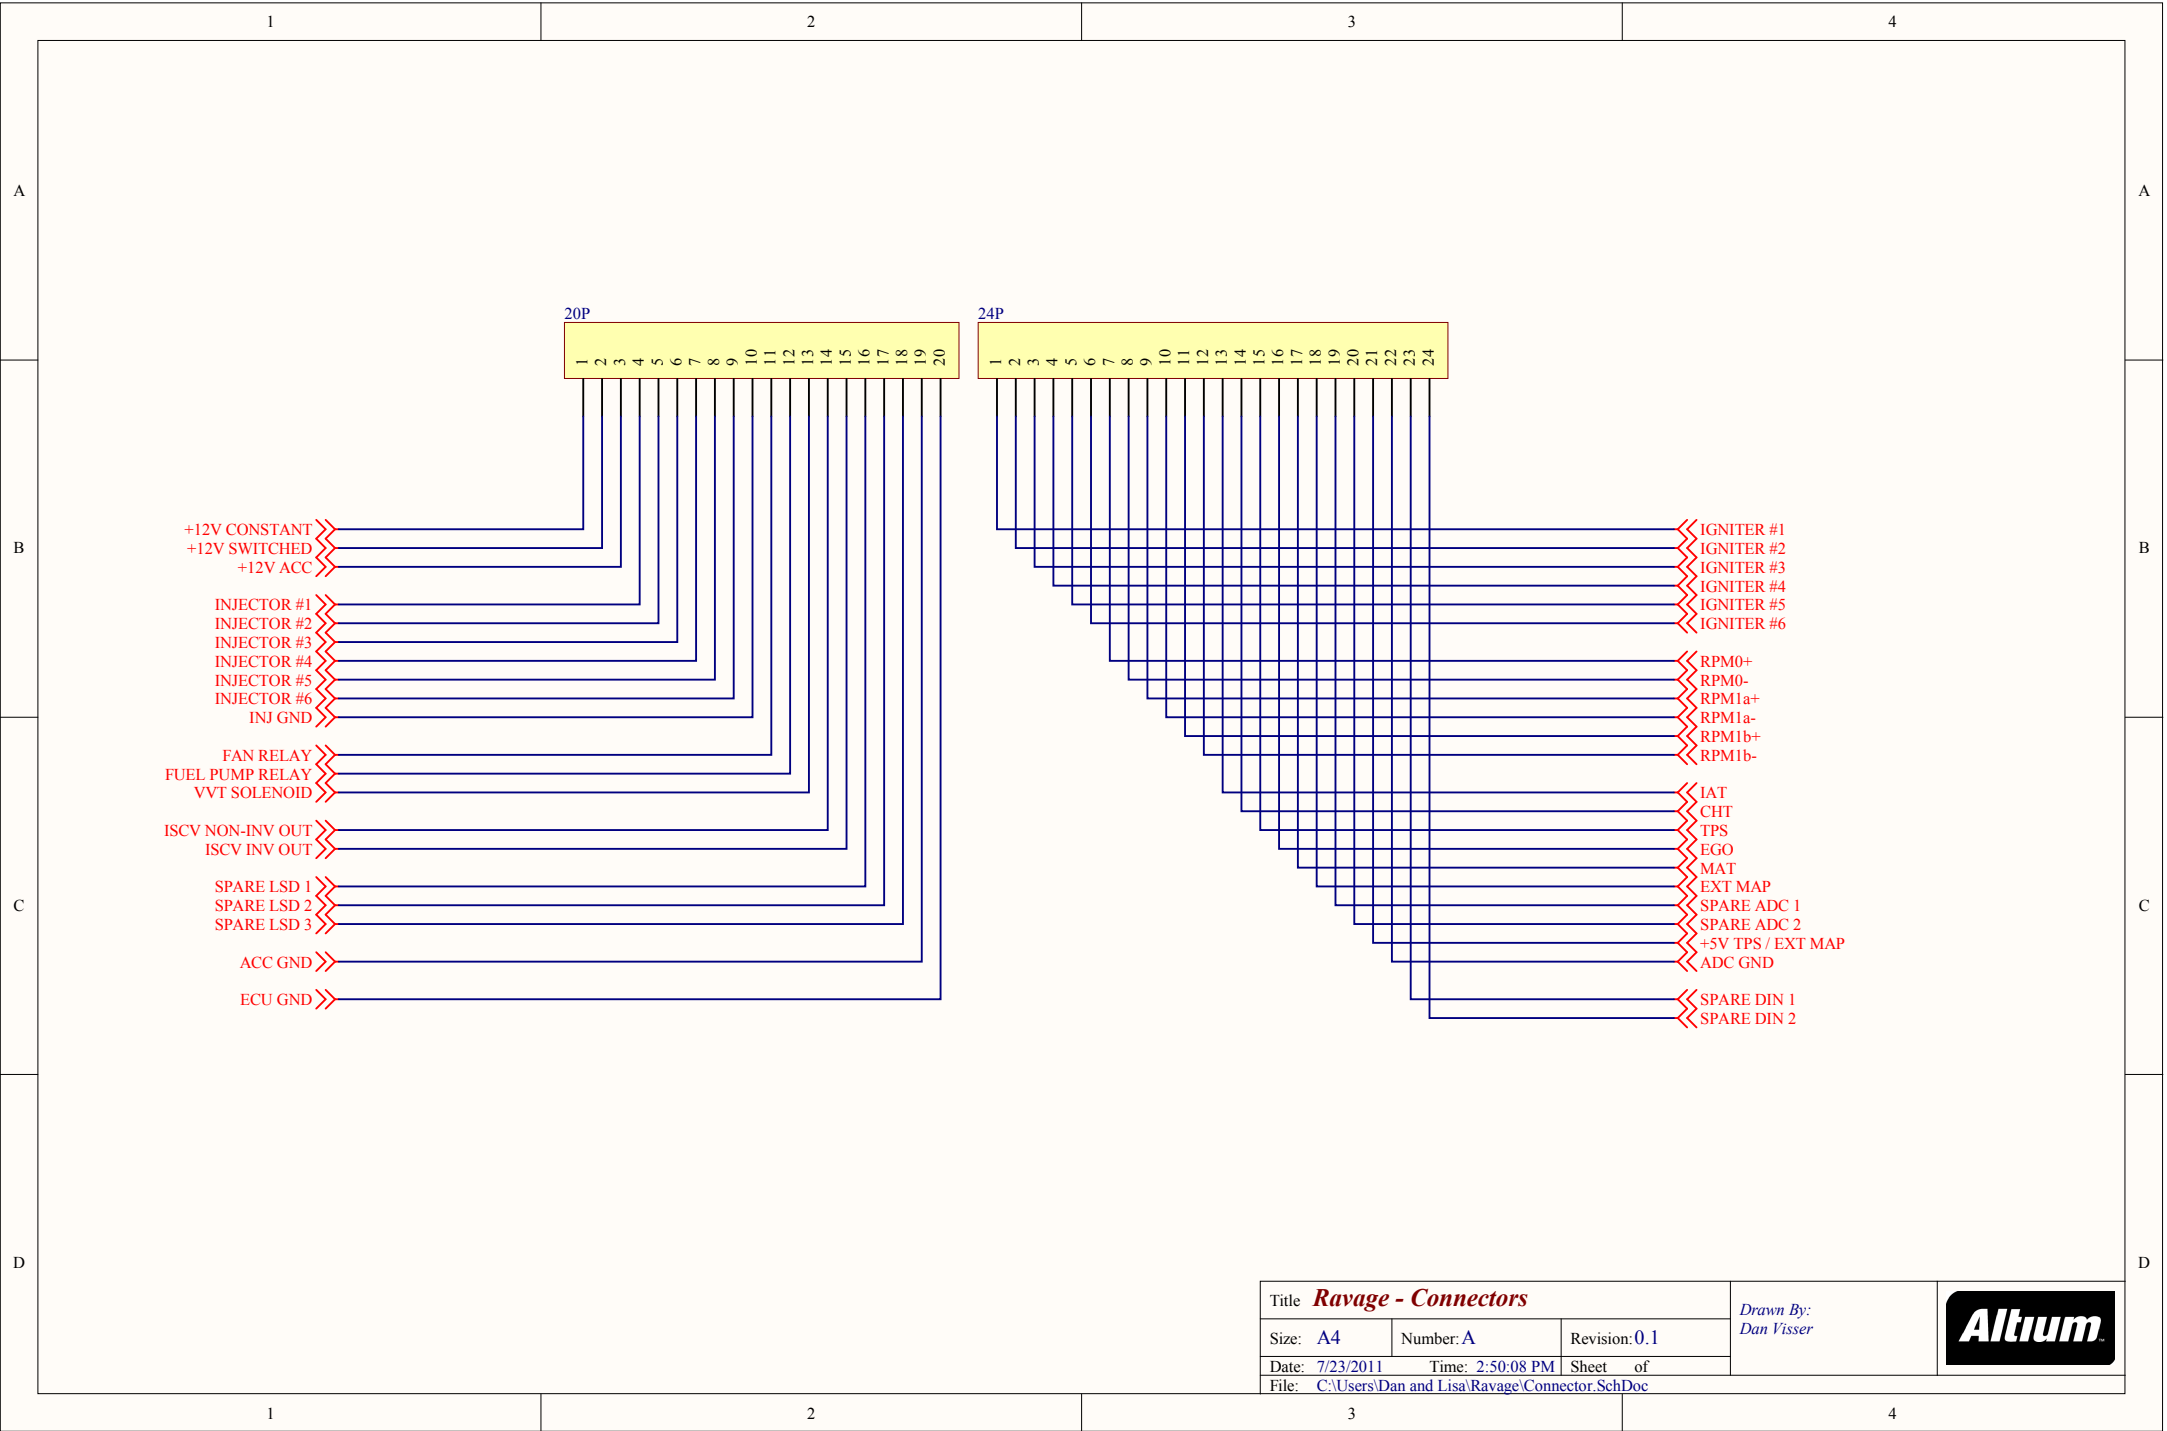 1 2 3 4
A A
20P 24P
1 2 3 4 5 6 7 8 9 10 11 12 13 14 15 16 17 18 19 20
1 2 3 4 5 6 7 8 9 10 11 12 13 14 15 16 17 18 19 20 21 22 23 24
B B
+12V CONSTANT
+12V SWITCHED
+12V ACC
INJECTOR #1
INJECTOR #2
INJECTOR #3
INJECTOR #4
INJECTOR #5
INJECTOR #6
INJ GND
FAN RELAY
FUEL PUMP RELAY
VVT SOLENOID
ISCV NON-INV OUT
ISCV INV OUT
SPARE LSD 1
SPARE LSD 2
SPARE LSD 3
ACC GND
ECU GND
IGNITER #1
IGNITER #2
IGNITER #3
IGNITER #4
IGNITER #5
IGNITER #6
RPM0+
RPM0-
RPM1a+
RPM1a-
RPM1b+
RPM1b-
IAT
CHT
TPS
EGO
MAT
EXT MAP
SPARE ADC 1
SPARE ADC 2
+5V TPS / EXT MAP
ADC GND
SPARE DIN 1
SPARE DIN 2
C C
D D
Title Ravage - Connectors
Size: A4 Number: A Revision: 0.1
Date: 7/23/2011 Time: 2:50:08 PM Sheet of
File: C:\Users\Dan and Lisa\Ravage\Connector.SchDoc
Drawn By:
Dan Visser
Altium
1 2 3 4